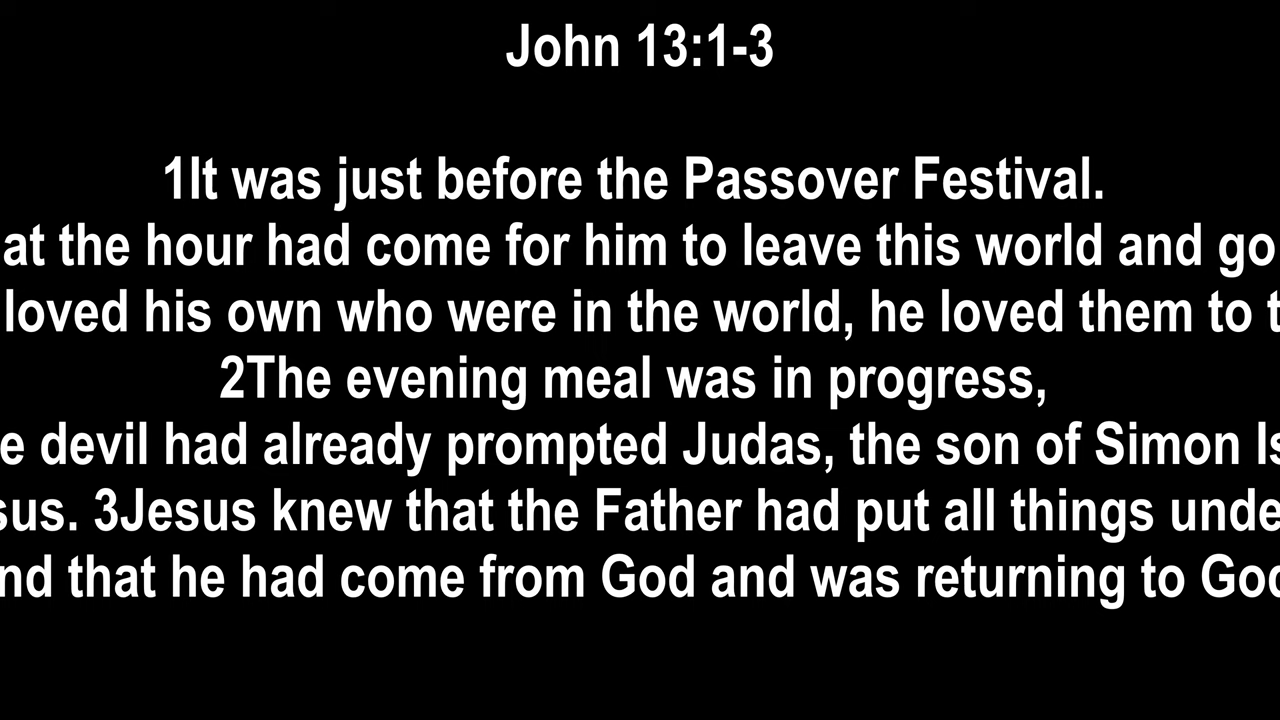 John 13:1-3
1It was just before the Passover Festival.
at the hour had come for him to leave this world and go
loved his own who were in the world, he loved them to t
2The evening meal was in progress,
e devil had already prompted Judas, the son of Simon Is
sus. 3Jesus knew that the Father had put all things unde
nd that he had come from God and was returning to God